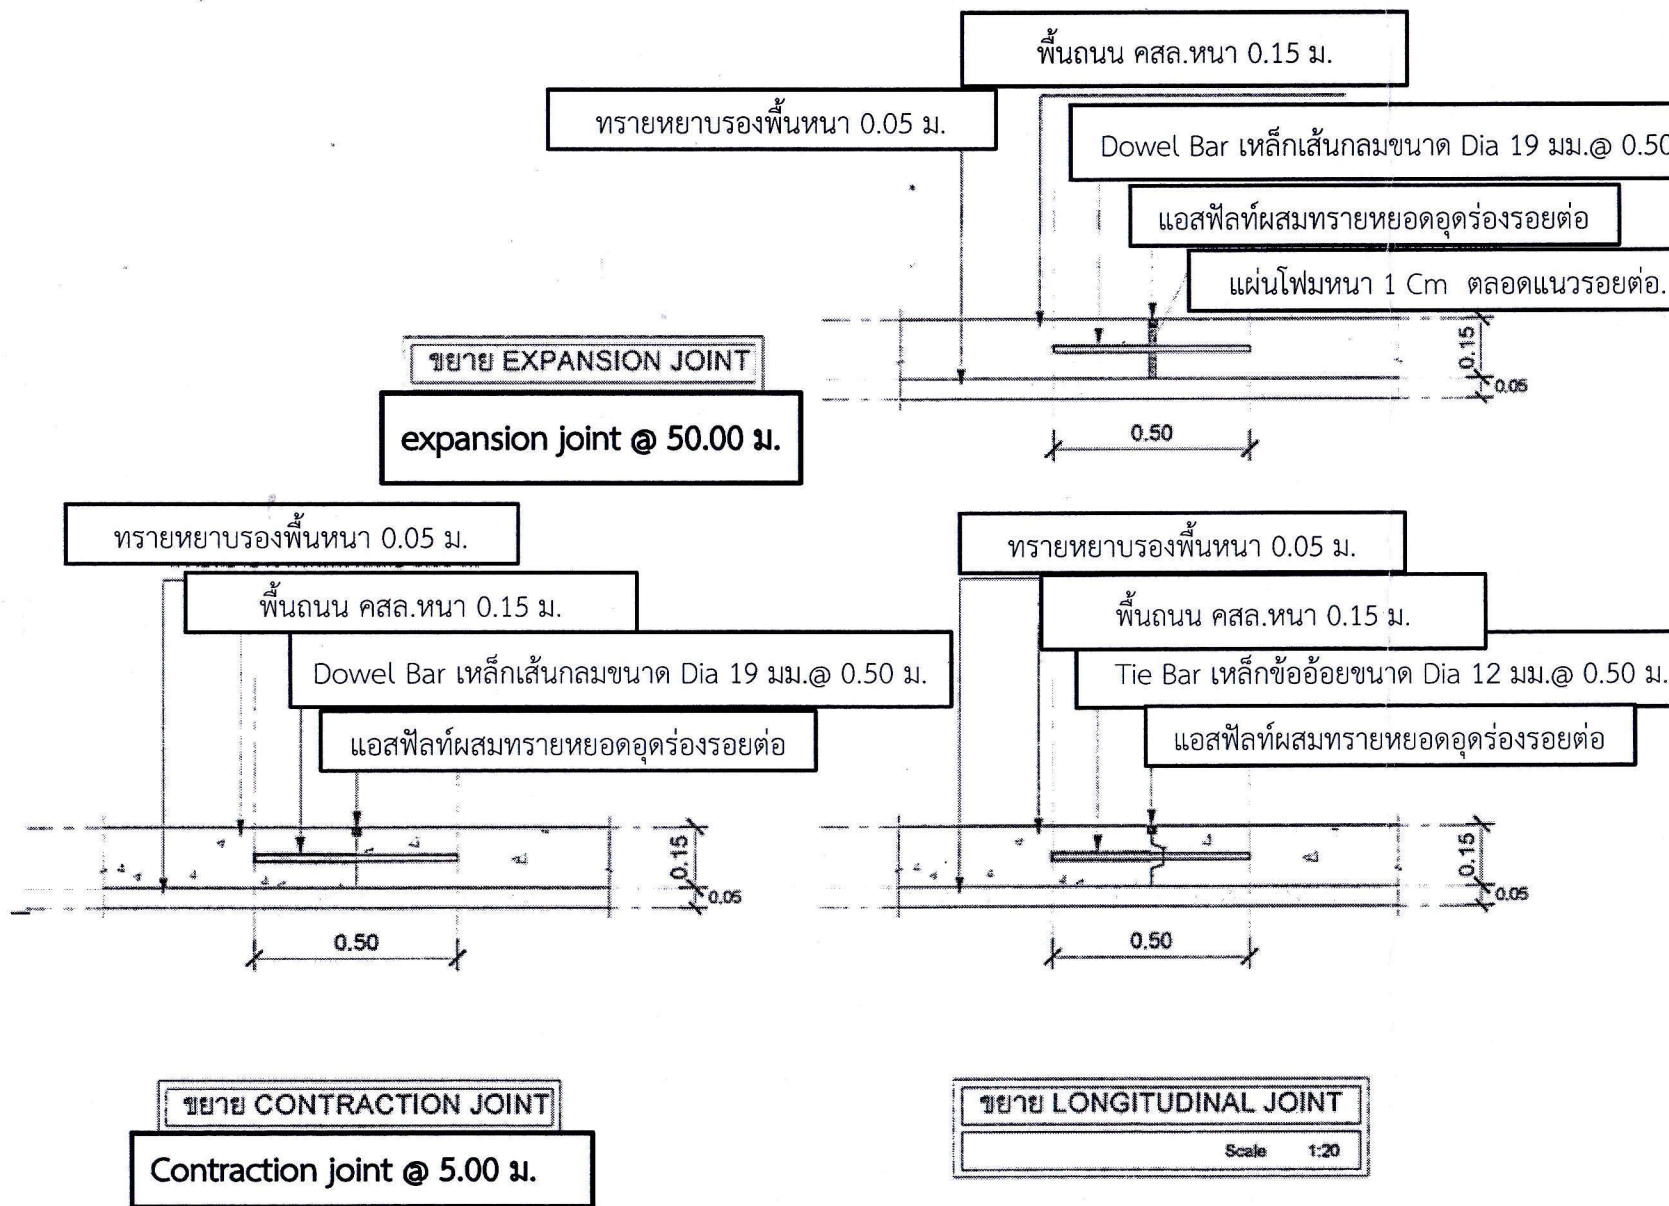 พื้นถนน คสล.หนา 0.15 ม.
ทรายหยาบรองพื้นหนา 0.05 ม.
Dowel Bar เหล็กเส้นกลมขนาด Dia 19 มม.@ 0.50
แอสฟัลท์ผสมทรายหยอดอุดร่องรอยต่อ
แผ่นโฟมหนา 1 Cm ตลอดแนวรอยต่อ.
0.15
0.05
0.50
ขยาย EXPANSION JOINT
expansion joint @ 50.00 ม.
ทรายหยาบรองพื้นหนา 0.05 ม.
พื้นถนน คสล.หนา 0.15 ม.
Dowel Bar เหล็กเส้นกลมขนาด Dia 19 มม.@ 0.50 ม.
แอสฟัลท์ผสมทรายหยอดอุดร่องรอยต่อ
0.15
0.05
0.50
ขยาย CONTRACTION JOINT
Contraction joint @ 5.00 ม.
ทรายหยาบรองพื้นหนา 0.05 ม.
พื้นถนน คสล.หนา 0.15 ม.
Tie Bar เหล็กข้ออ้อยขนาด Dia 12 มม.@ 0.50 ม.
แอสฟัลท์ผสมทรายหยอดอุดร่องรอยต่อ
0.15
0.05
0.50
ขยาย LONGITUDINAL JOINT
Scale 1:20